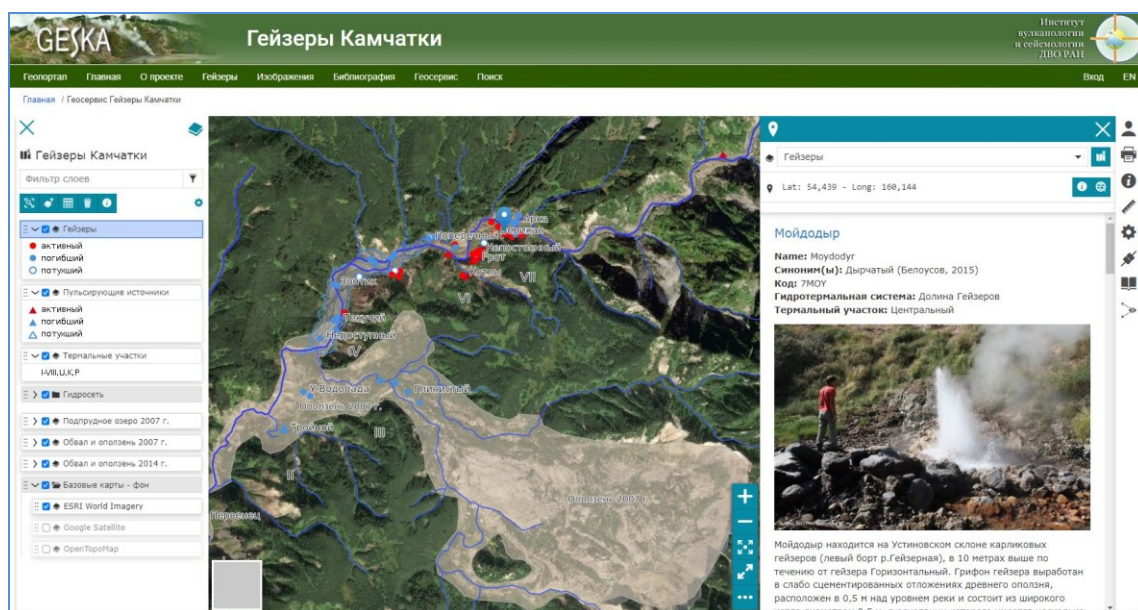 GESKA
Гейзеры Камчатки
Институт
вулканологии
и сейсмологии
ДВО РАН
Геопортал Главная О проекте Гейзеры Изображения Библиография Геосервис Поиск Вход EN
Главная / Геосервис Гейзеры Камчатки
Гейзеры Камчатки
Фильтр слоев
Гейзеры
активный
погибший
потухший
Пульсирующие источники
активный
погибший
потухший
Термальные участки
I-VIII,U,K,P
Гидросеть
Подпрудное озеро 2007 г.
Обвал и оползень 2007 г.
Обвал и оползень 2014 г.
Базовые карты - фон
ESRI World Imagery
Google Satellite
OpenTopoMap
Арка
Поперечный
Непостоянный
Грот
Котлы
VII
VI
Зонтик
Текучий
Недоступный
IV
У Водопада
Глинистый
Оползень 2007 г.
Тройной
III
II
Оползень 2007 г.
Первенец
Гейзеры
Lat: 54,439 - Long: 160,144
Мойдодыр
Name: Moydodyr
Синоним(ы): Дырчатый (Белоусов, 2015)
Код: 7MOY
Гидротермальная система: Долина Гейзеров
Термальный участок: Центральный
Мойдодыр находится на Устиновском склоне карликовых
гейзеров (левый борт р.Гейзерная), в 10 метрах выше по
течению от гейзера Горизонтальный. Грифон гейзера выработан
в слабо сцементированных отложениях древнего оползня,
расположен в 0,5 м над уровнем реки и состоит из широкого